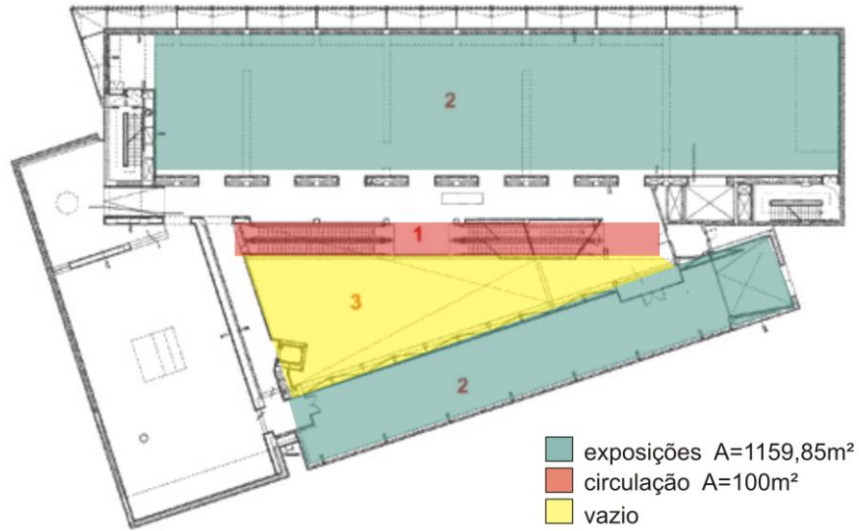 2
1
3
2
exposições A=1159,85m²
circulação A=100m²
vazio